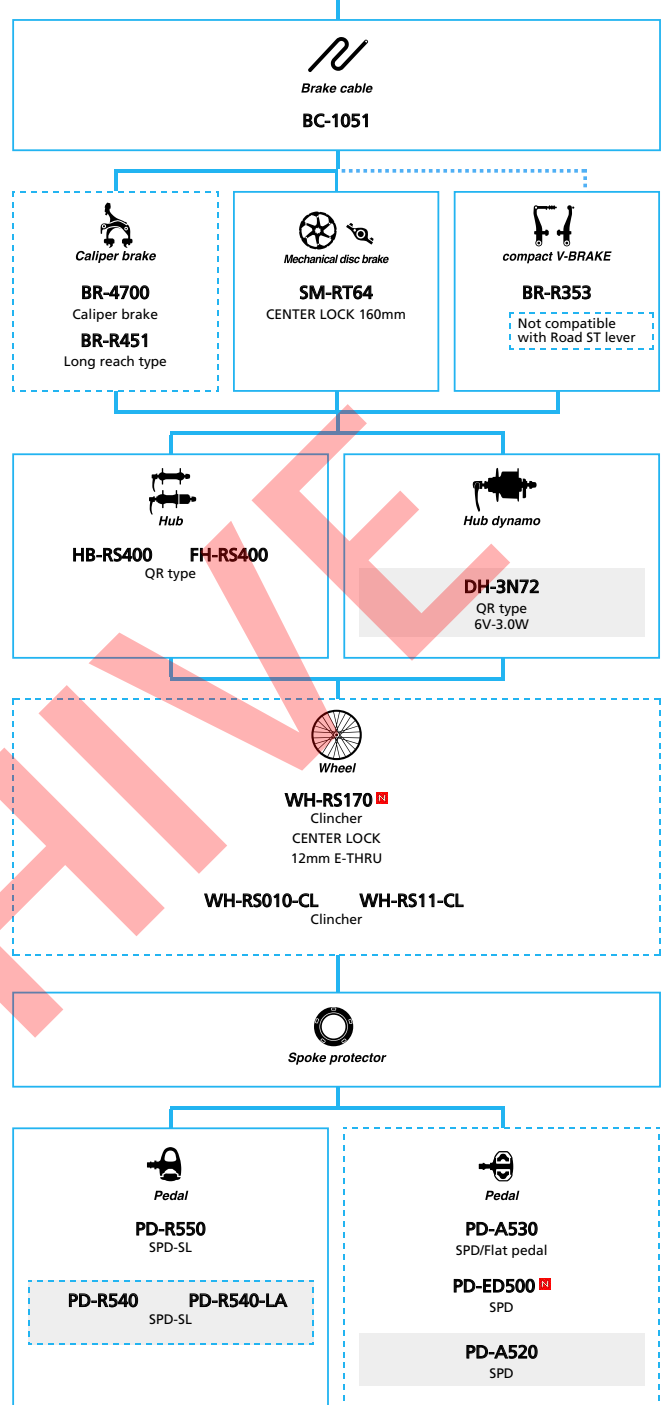 Brake cable
BC-1051
Caliper brake
BR-4700
Caliper brake
BR-R451
Long reach type
Mechanical disc brake
SM-RT64
CENTER LOCK 160mm
compact V-BRAKE
BR-R353
Not compatible
with Road ST lever
Hub
HB-RS400 FH-RS400
QR type
Hub dynamo
DH-3N72
QR type
6V-3.0W
Wheel
WH-RS170 N
Clincher
CENTER LOCK
12mm E-THRU
WH-RS010-CL WH-RS11-CL
Clincher
Spoke protector
Pedal
PD-R550
SPD-SL
PD-R540 PD-R540-LA
SPD-SL
Pedal
PD-A530
SPD/Flat pedal
PD-ED500 N
SPD
PD-A520
SPD
HIVE